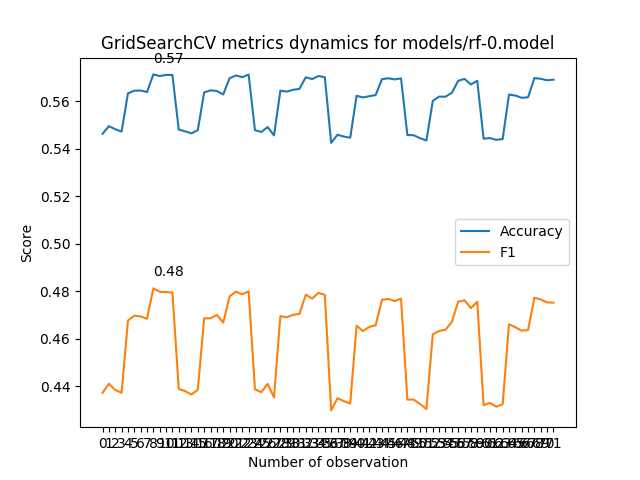 GridSearchCV metrics dynamics for models/rf-0.model
0.57
0.56
0.54
0.52
0.50
0.48
0.46
0.44
0.48
Score
Accuracy
F1
Number of observation